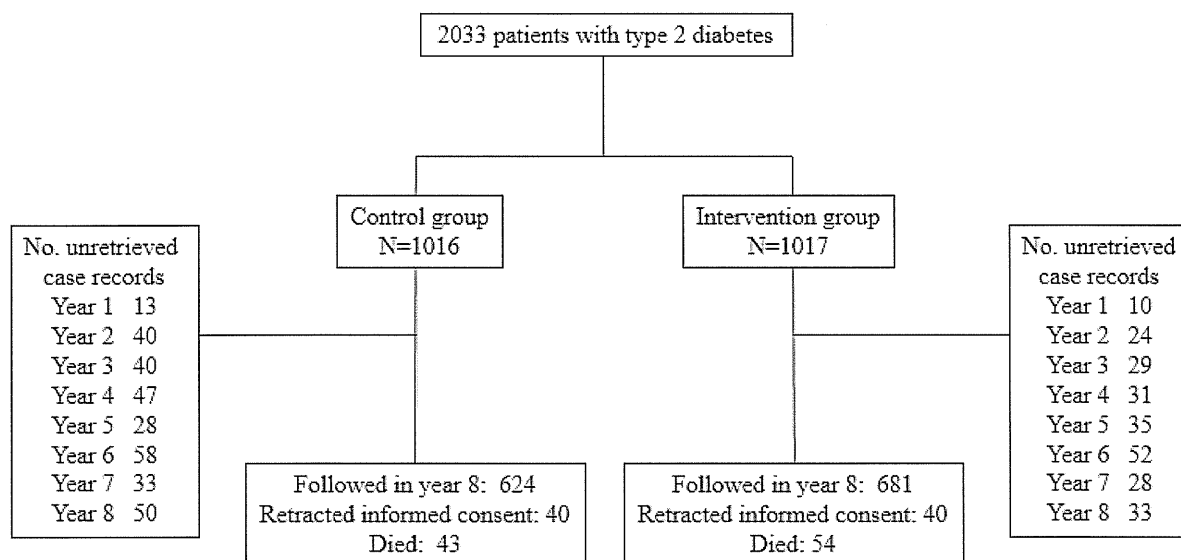 2033 patients with type 2 diabetes
Control group
N=1016
Intervention group
N=1017
No. unretrieved
case records
Year 1 13
Year 2 40
Year 3 40
Year 4 47
Year 5 28
Year 6 58
Year 7 33
Year 8 50
No. unretrieved
case records
Year 1 10
Year 2 24
Year 3 29
Year 4 31
Year 5 35
Year 6 52
Year 7 28
Year 8 33
Followed in year 8: 624
Retracted informed consent: 40
Died: 43
Followed in year 8: 681
Retracted informed consent: 40
Died: 54